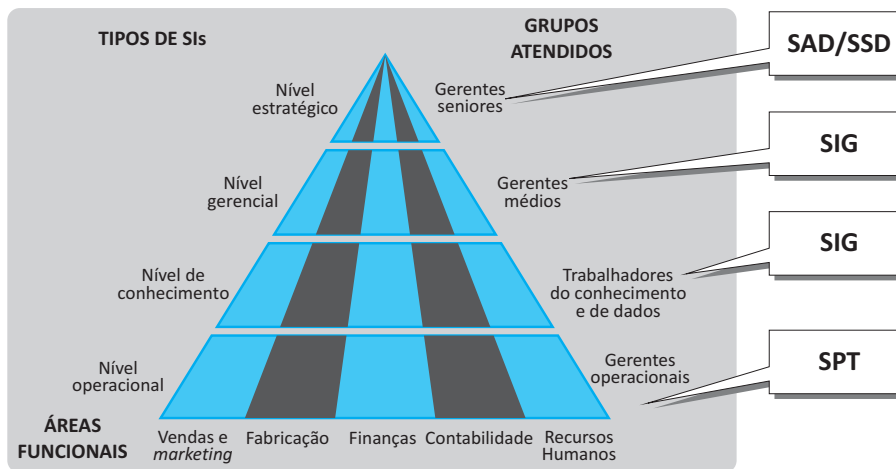 TIPOS DE SIs
GRUPOS
ATENDIDOS
SAD/SSD
Nível
estratégico
Gerentes
seniores
SIG
Nível
gerencial
Gerentes
médios
SIG
Nível de
conhecimento
Trabalhadores
do conhecimento
e de dados
SPT
Nível
operacional
Gerentes
operacionais
ÁREAS
FUNCIONAIS
Vendas e
marketing
Fabricação
Finanças
Contabilidade
Recursos
Humanos